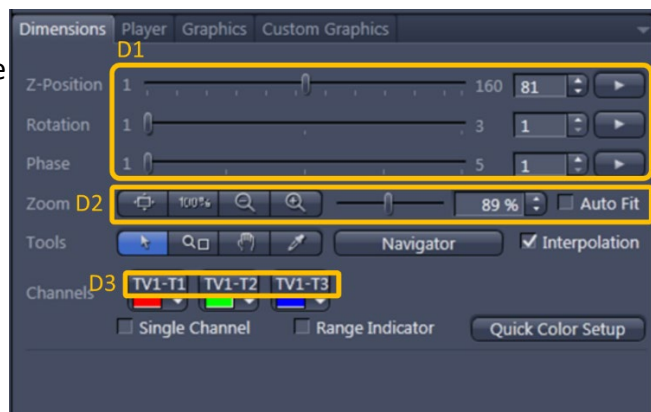 Dimensions Player Graphics Custom Graphics
D1
e
Z-Position 1 160 81
Rotation 1 3 1
Phase 1 5 1
Zoom D2 100% 89 % Auto Fit
Tools Navigator Interpolation
Channels D3 TV1-T1 TV1-T2 TV1-T3
Single Channel Range Indicator Quick Color Setup